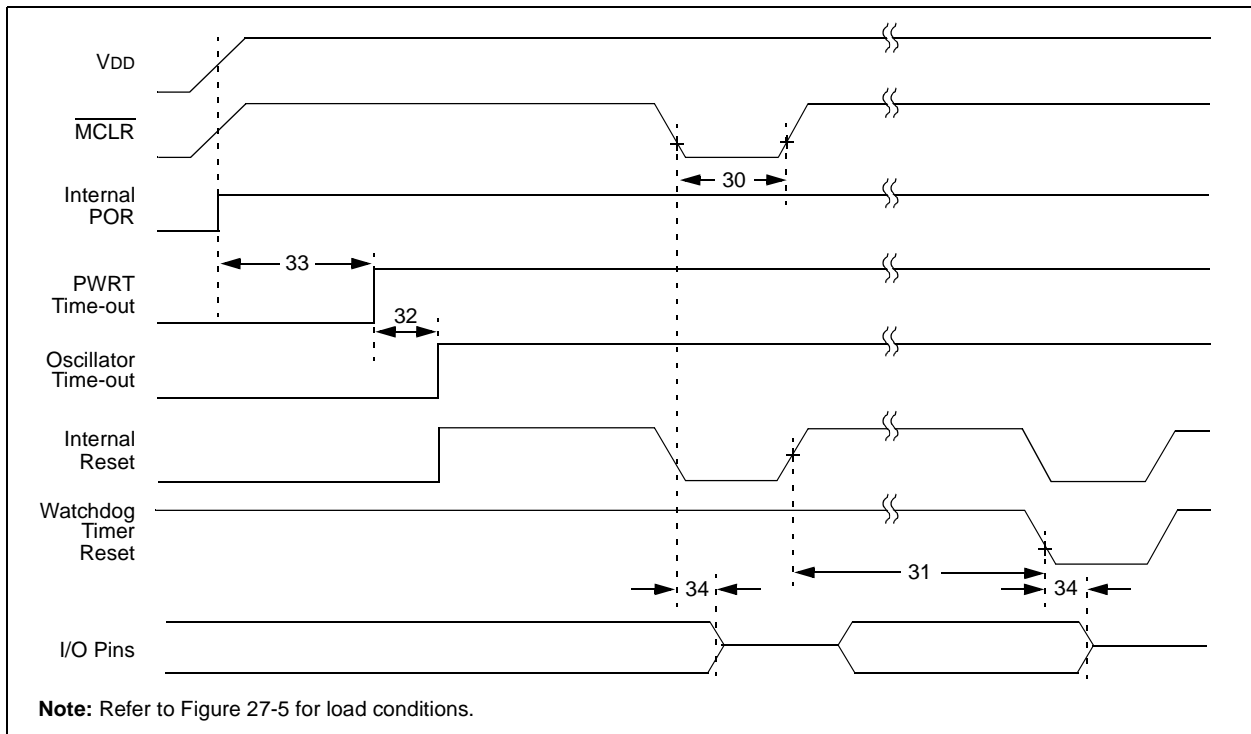 VDD
MCLR
30
Internal
POR
33
PWRT
Time-out
32
Oscillator
Time-out
Internal
Reset
Watchdog
Timer
Reset
31
34
34
I/O Pins
Note: Refer to Figure 27-5 for load conditions.